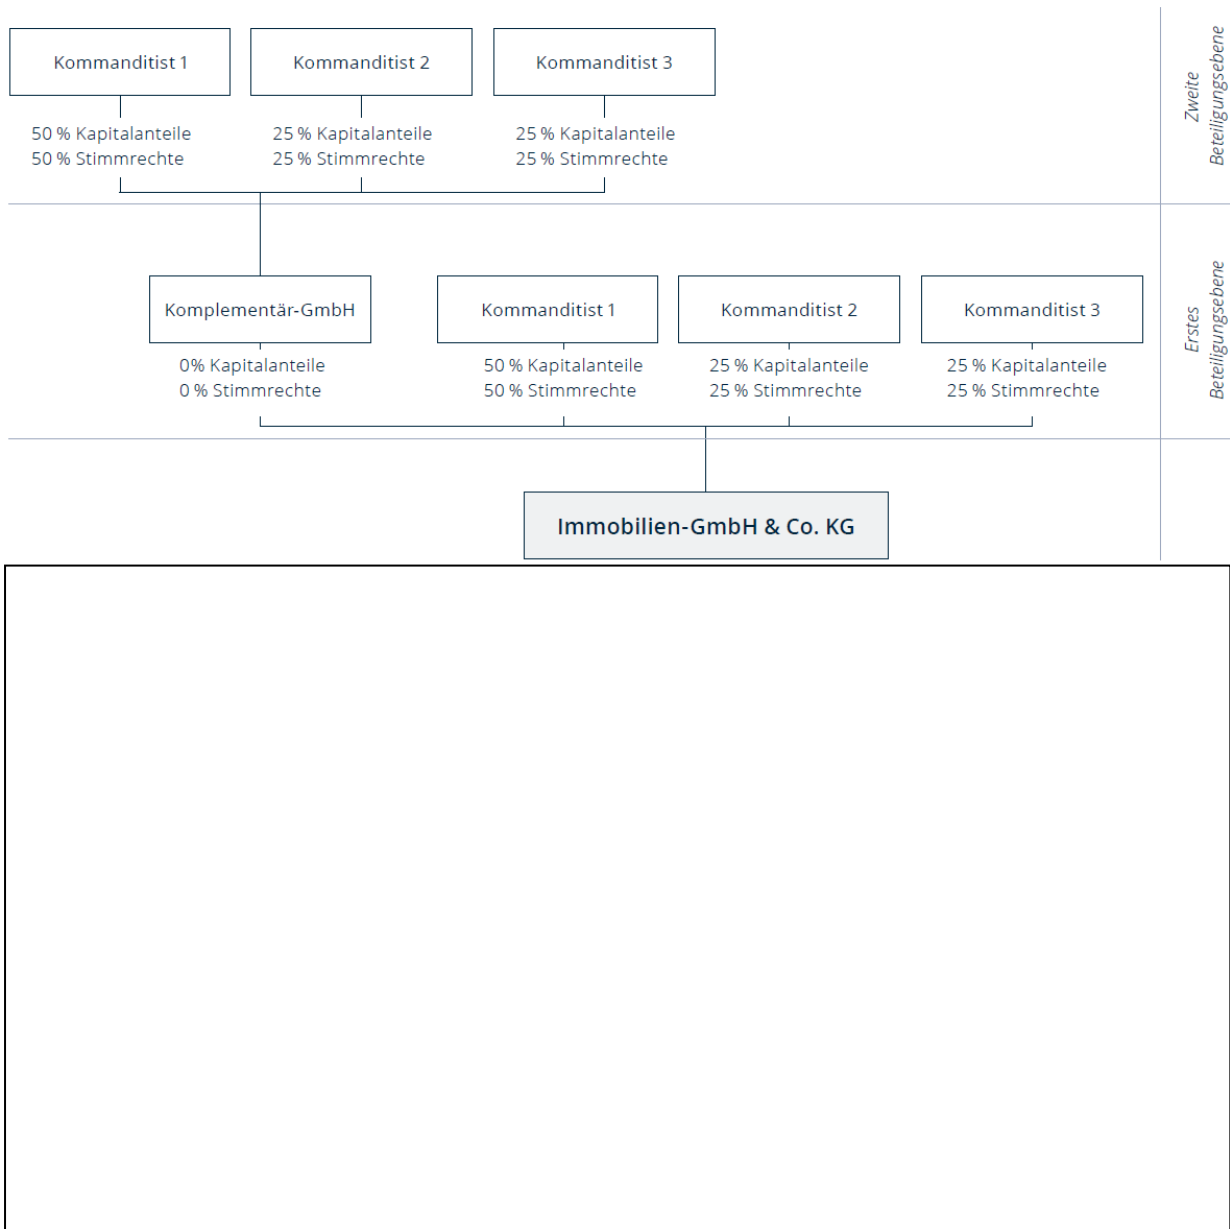 Kommanditist 1
Kommanditist 2
Kommanditist 3
50 % Kapitalanteile
50 % Stimmrechte
25 % Kapitalanteile
25 % Stimmrechte
25 % Kapitalanteile
25 % Stimmrechte
Zweite
Beteiligungsebene
Komplementär-GmbH
Kommanditist 1
Kommanditist 2
Kommanditist 3
0% Kapitalanteile
0 % Stimmrechte
50 % Kapitalanteile
50 % Stimmrechte
25 % Kapitalanteile
25 % Stimmrechte
25 % Kapitalanteile
25 % Stimmrechte
Erstes
Beteiligungsebene
Immobilien-GmbH & Co. KG